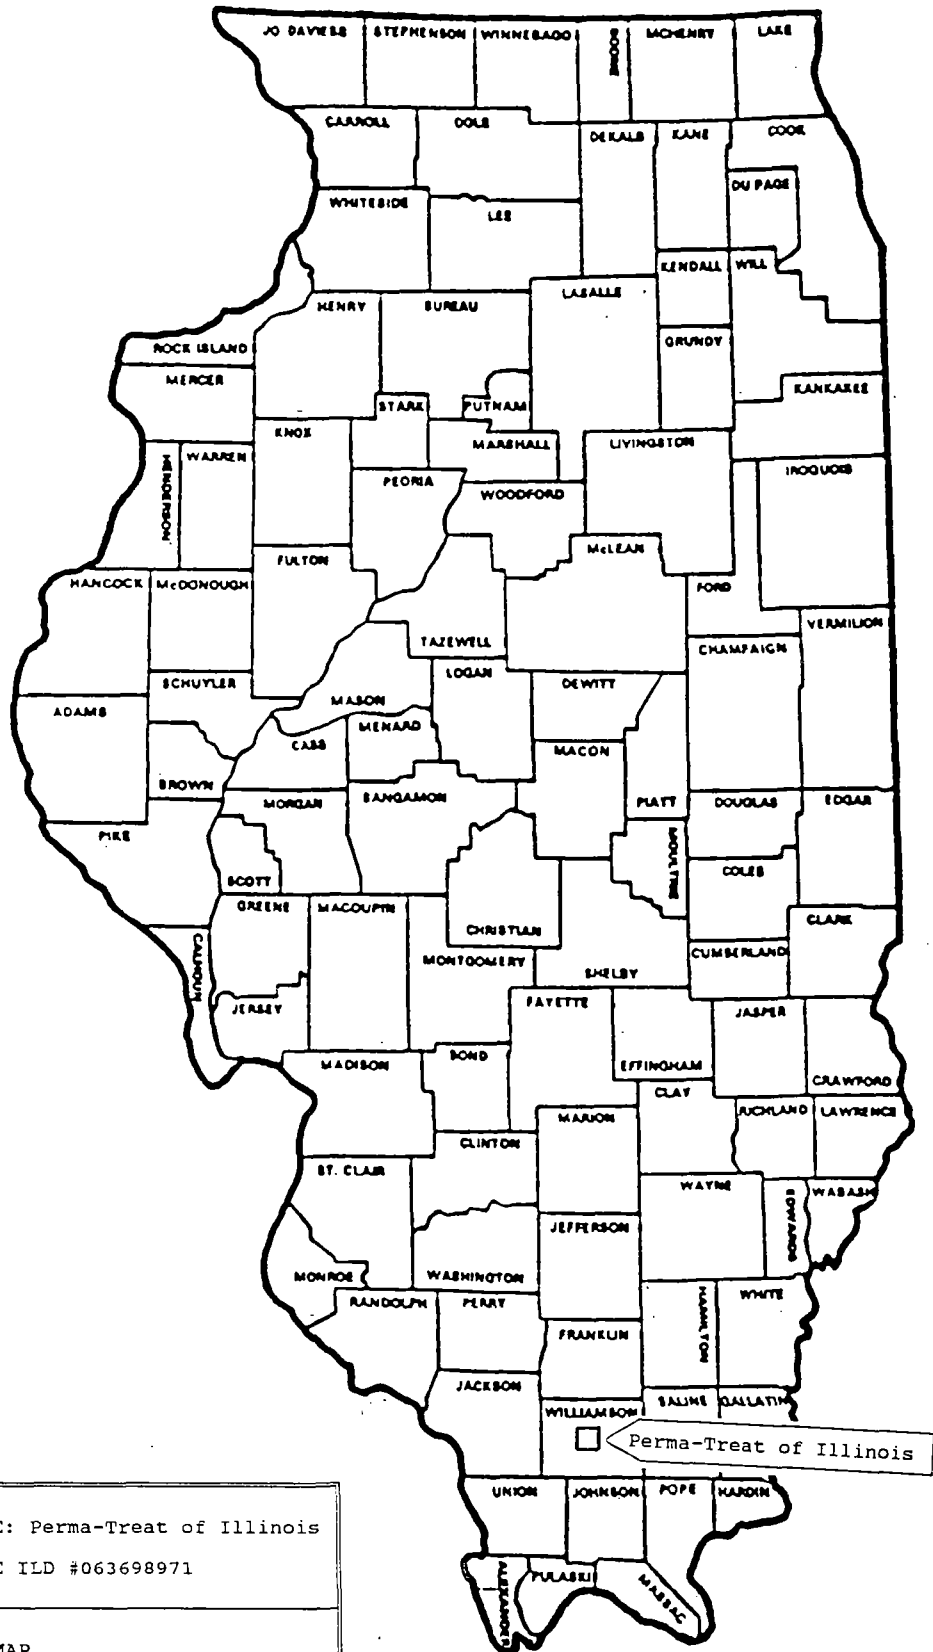 JO DAVIESS STEPHENSON WINNEBAGO BOONE MCHENRY LAKE
CARROLL OGLE DEKALB KANE COOK
DU PAGE
WHITESIDE LEE
KENDALL WILL
HENRY BUREAU LASALLE
ROCK ISLAND GRUNDY
MERCER KANKAKEE
STARK PUTNAM
KNOX MARSHALL LIVINGSTON
HENDERSON WARREN PEORIA WOODFORD IROQUOIS
FULTON McLEAN
HANCOCK McDONOUGH FORD
TAZEWELL VERMILION
CHAMPAIGN
SCHUYLER LOGAN DEWITT
ADAMS MASON
CASS MENARD MACON
BROWN MORGAN SANGAMON PIATT DOUGLAS EDGAR
PIKE MOULTRIE
SCOTT COLES
GREENE MACOUPIN CLARK
CALHOUN CHRISTIAN CUMBERLAND
MONTGOMERY SHELBY
JERSEY FAYETTE JASPER
MADISON BOND EFFINGHAM CRAWFORD
CLAY
MARION RICHLAND LAWRENCE
CLINTON
ST. CLAIR WAYNE EDWARDS WABASH
JEFFERSON
MONROE WASHINGTON
RANDOLPH PERRY HAMILTON WHITE
FRANKLIN
JACKSON
WILLIAMSON SALINE GALLATIN
Perma-Treat of Illinois
UNION JOHNSON POPE HARDIN
: Perma-Treat of Illinois
ILD #063698971
ALEXANDER PULASKI MASSAC
MAP